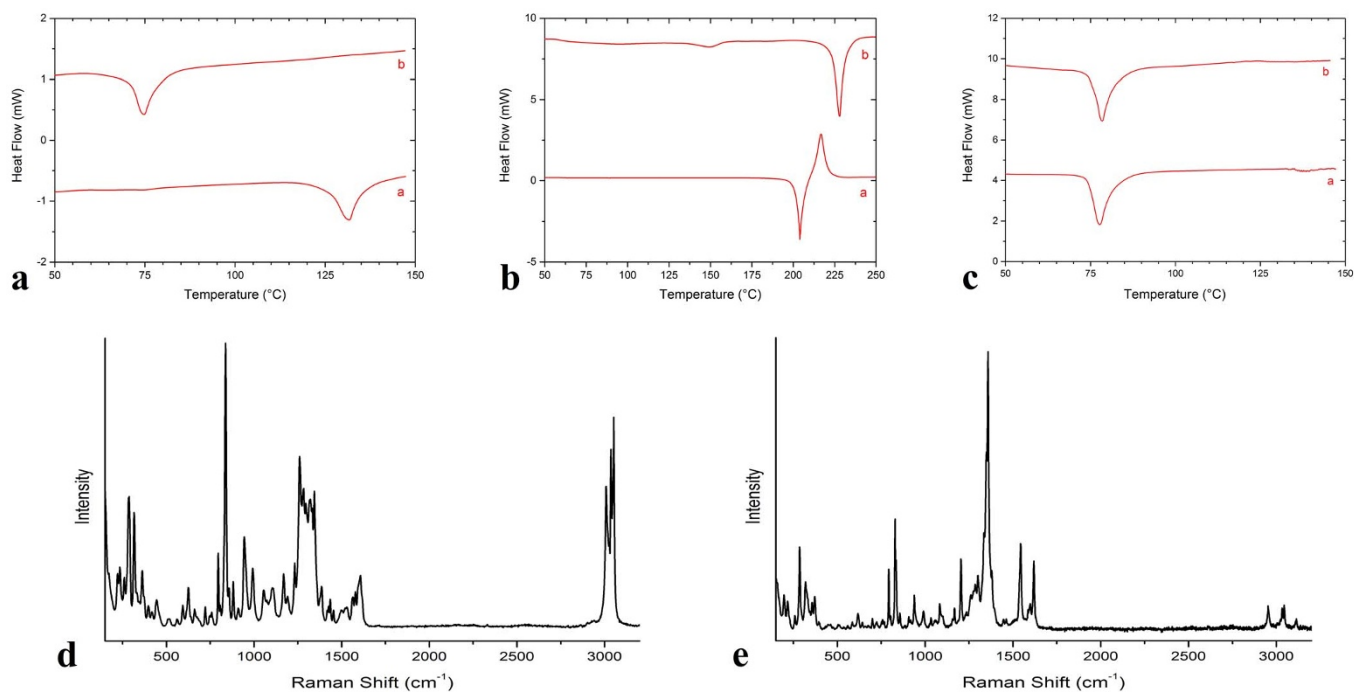 2
1
0
-1
-2
50
75
100
125
150
Heat Flow (mW)
Temperature (°C)
b
a
a
10
5
0
-5
50
75
100
125
150
175
200
225
250
Heat Flow (mW)
Temperature (°C)
b
a
b
12
10
8
6
4
2
0
50
75
100
125
150
Heat Flow (mW)
Temperature (°C)
b
a
c
Intensity
500
1000
1500
2000
2500
3000
Raman Shift (cm⁻¹)
d
Intensity
500
1000
1500
2000
2500
3000
Raman Shift (cm⁻¹)
e